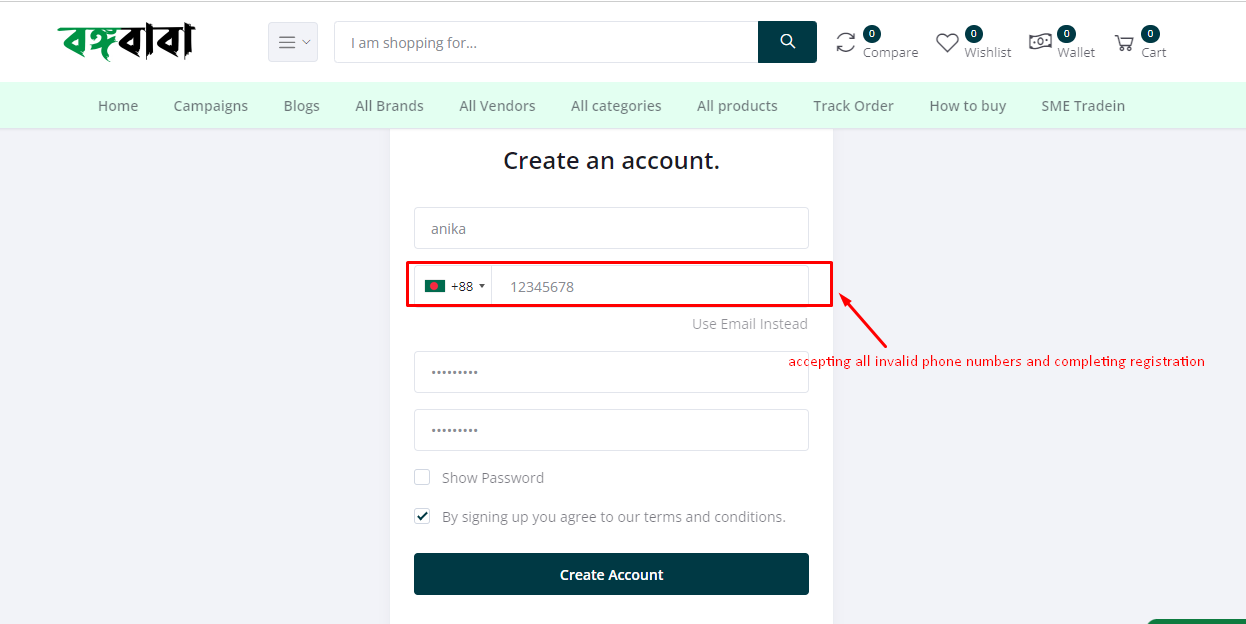 বঙ্গবাবা
I am shopping for...
0 Compare
0 Wishlist
0 Wallet
0 Cart
Home Campaigns Blogs All Brands All Vendors All categories All products Track Order How to buy SME Tradein
Create an account.
anika
+88 12345678
Use Email Instead
accepting all invalid phone numbers and completing registration
•••••••••
•••••••••
Show Password
By signing up you agree to our terms and conditions.
Create Account